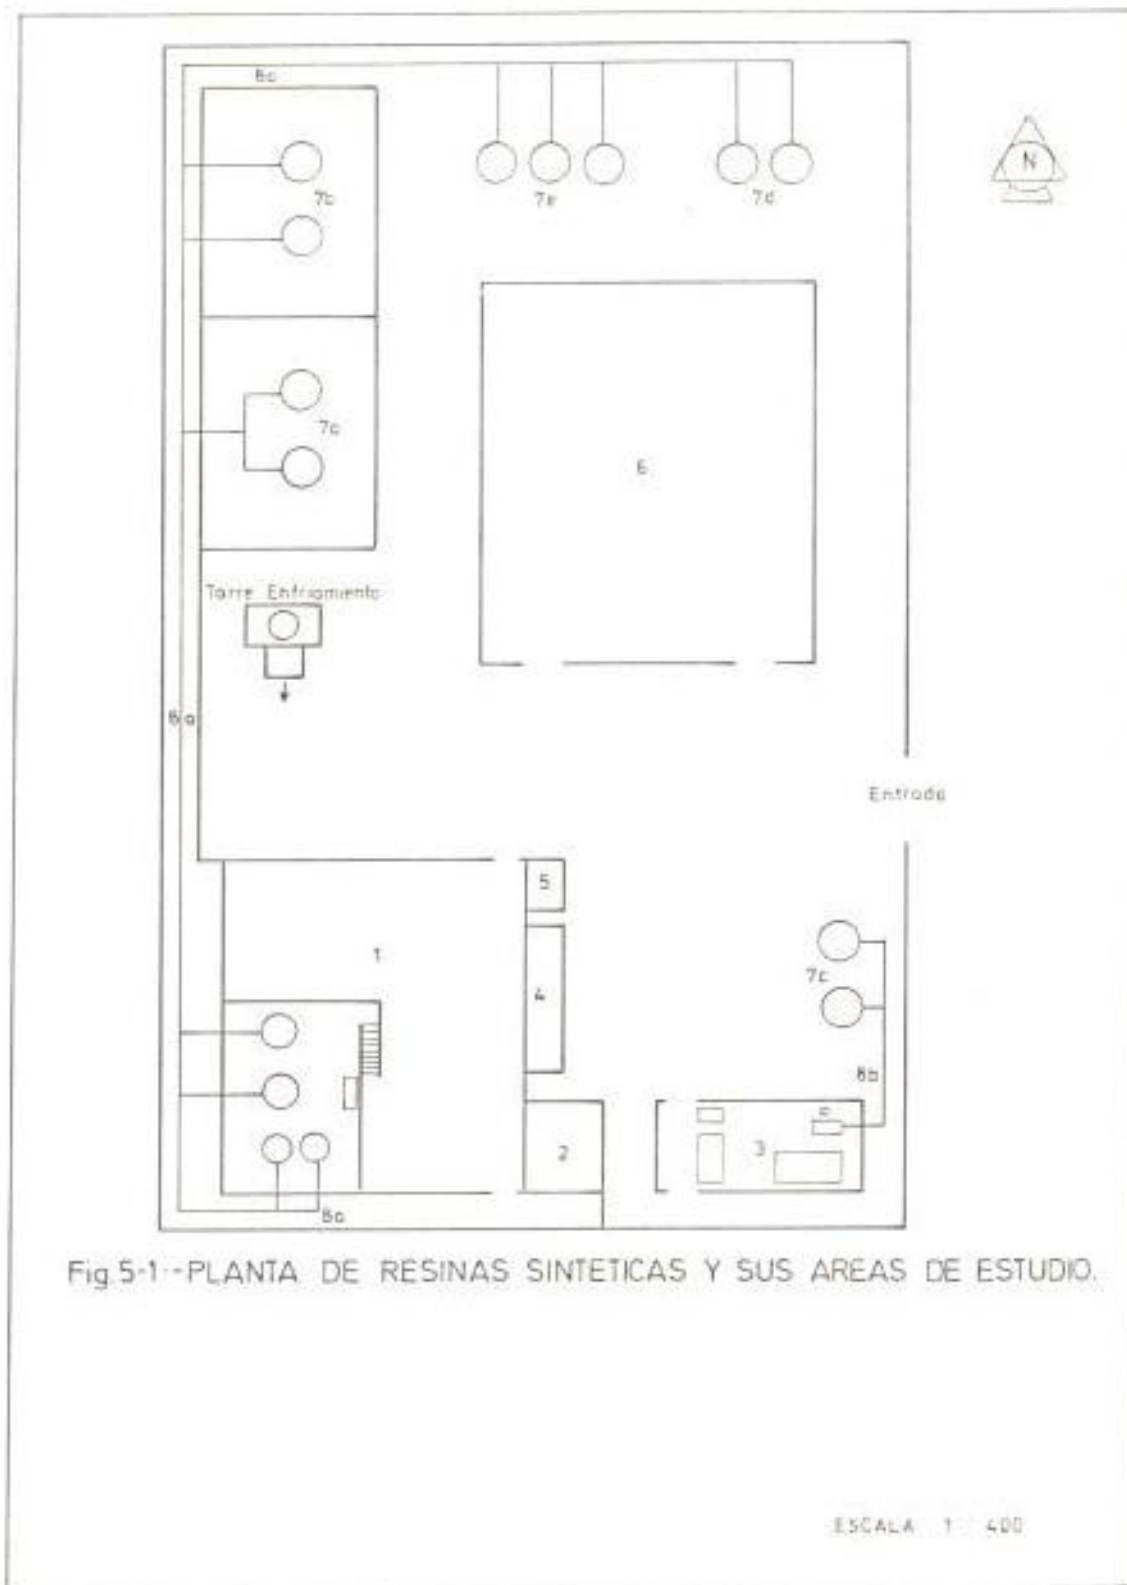 N
7b
7e
7d
7a
6
Torre Enfriamiento
8a
Entrada
5
1
4
7c
8b
2
3
8a
Fig. 5-1.-PLANTA DE RESINAS SINTETICAS Y SUS AREAS DE ESTUDIO.
ESCALA 1 400